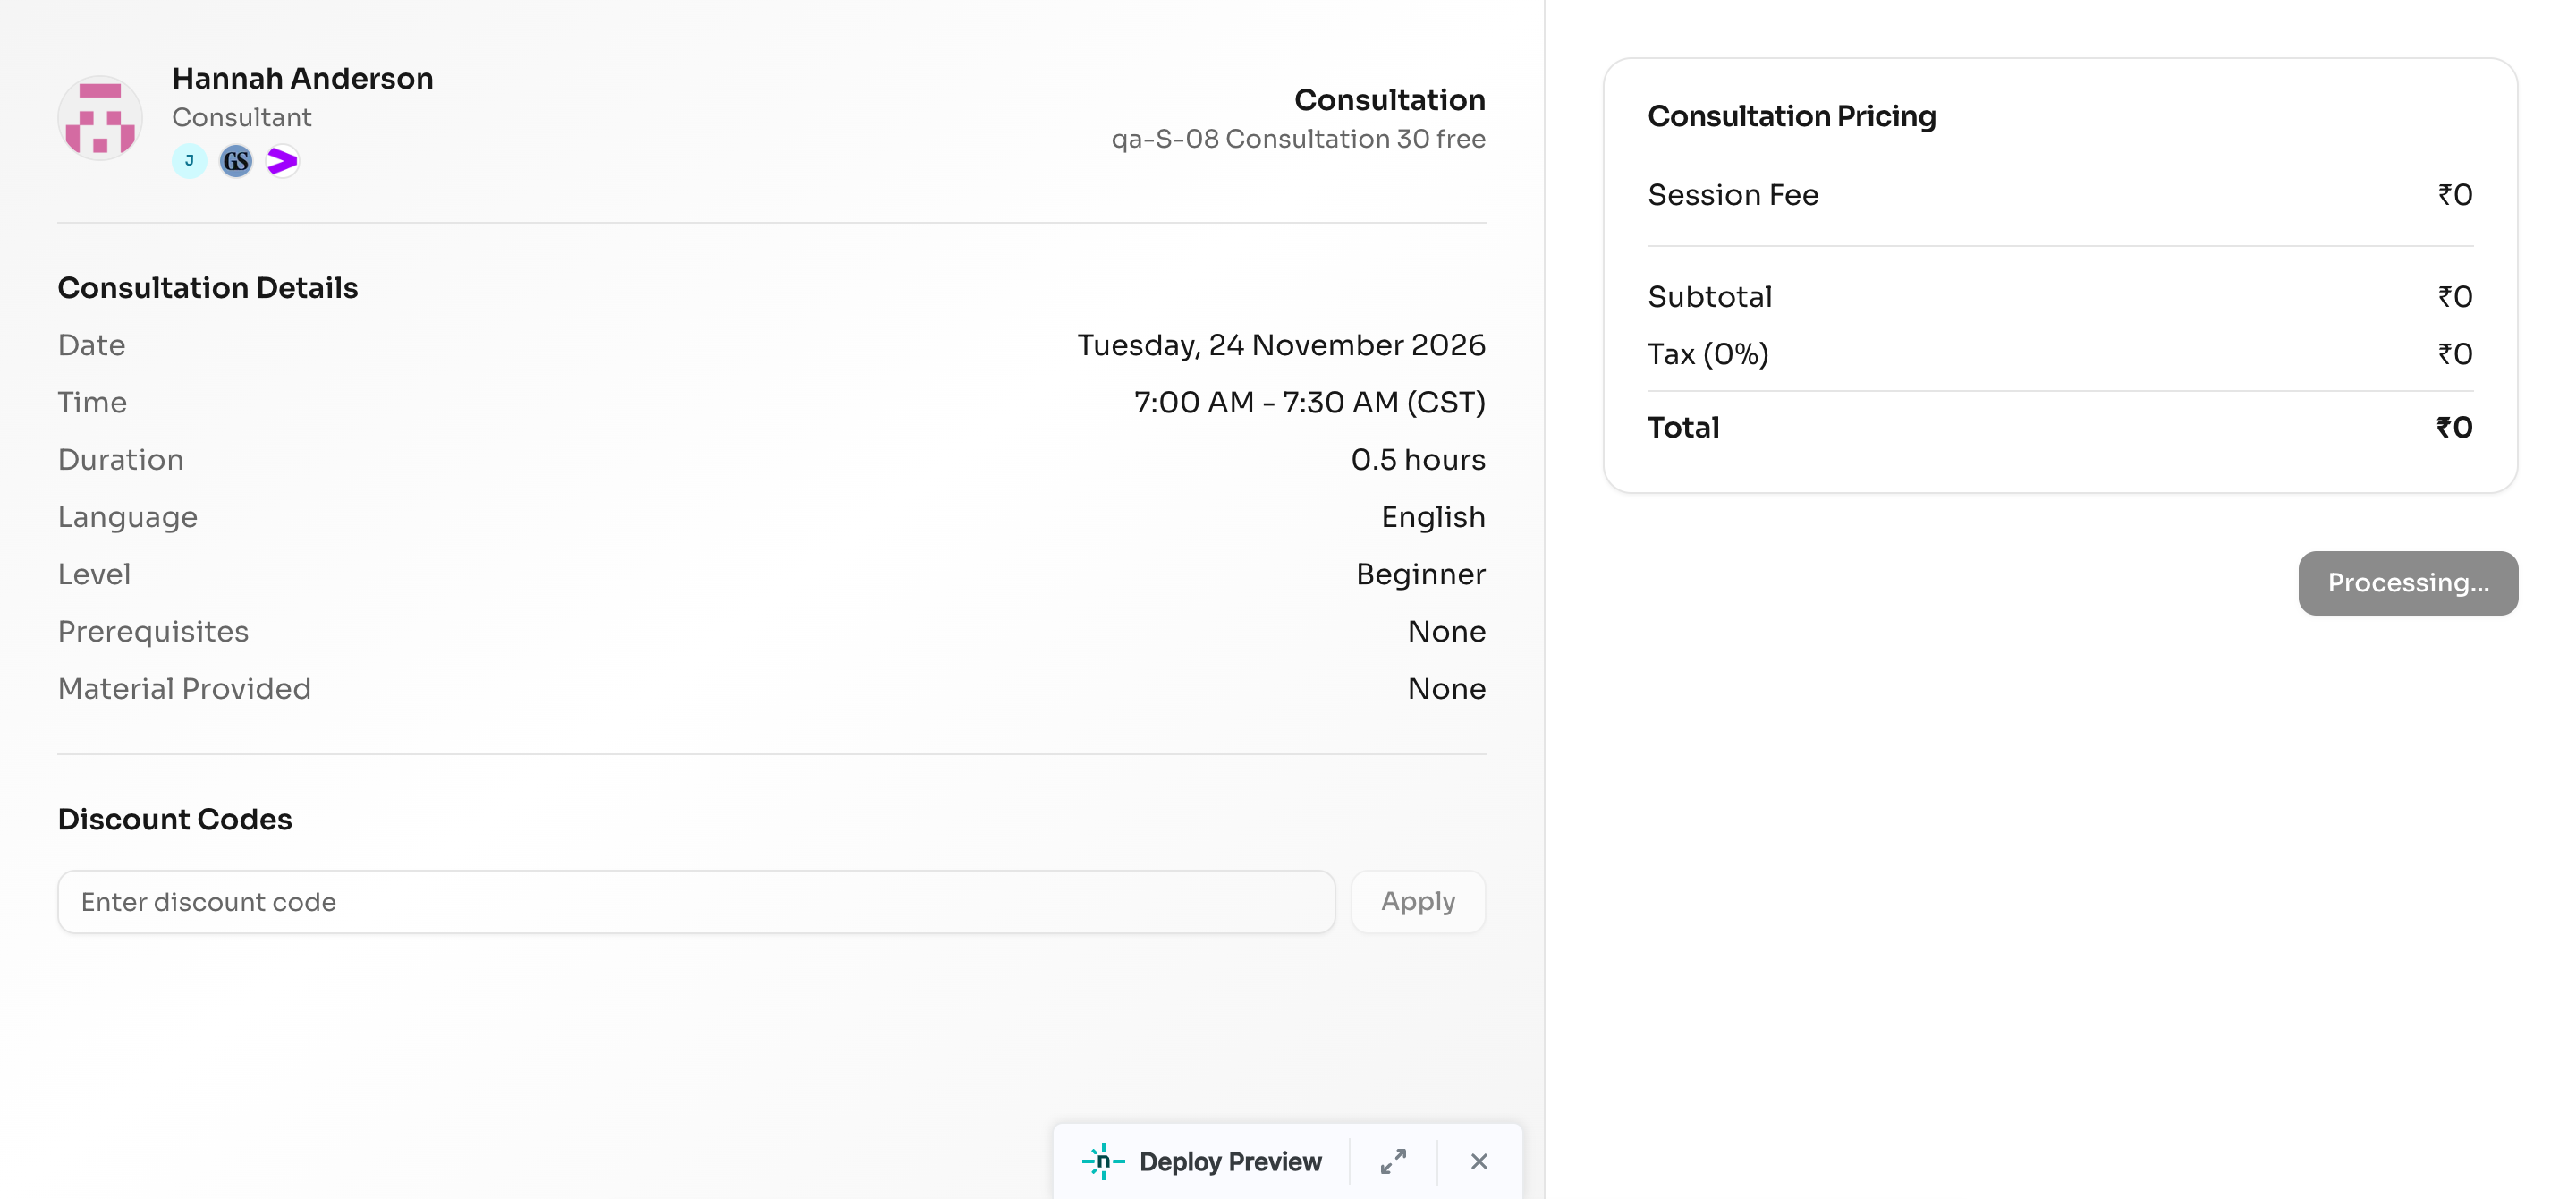 Hannah Anderson
Consultant
J
GS
Consultation
qa-S-08 Consultation 30 free
Consultation Details
Date Tuesday, 24 November 2026
Time 7:00 AM - 7:30 AM (CST)
Duration 0.5 hours
Language English
Level Beginner
Prerequisites None
Material Provided None
Discount Codes
Enter discount code Apply
Consultation Pricing
Session Fee ₹0
Subtotal ₹0
Tax (0%) ₹0
Total ₹0
Processing...
n Deploy Preview